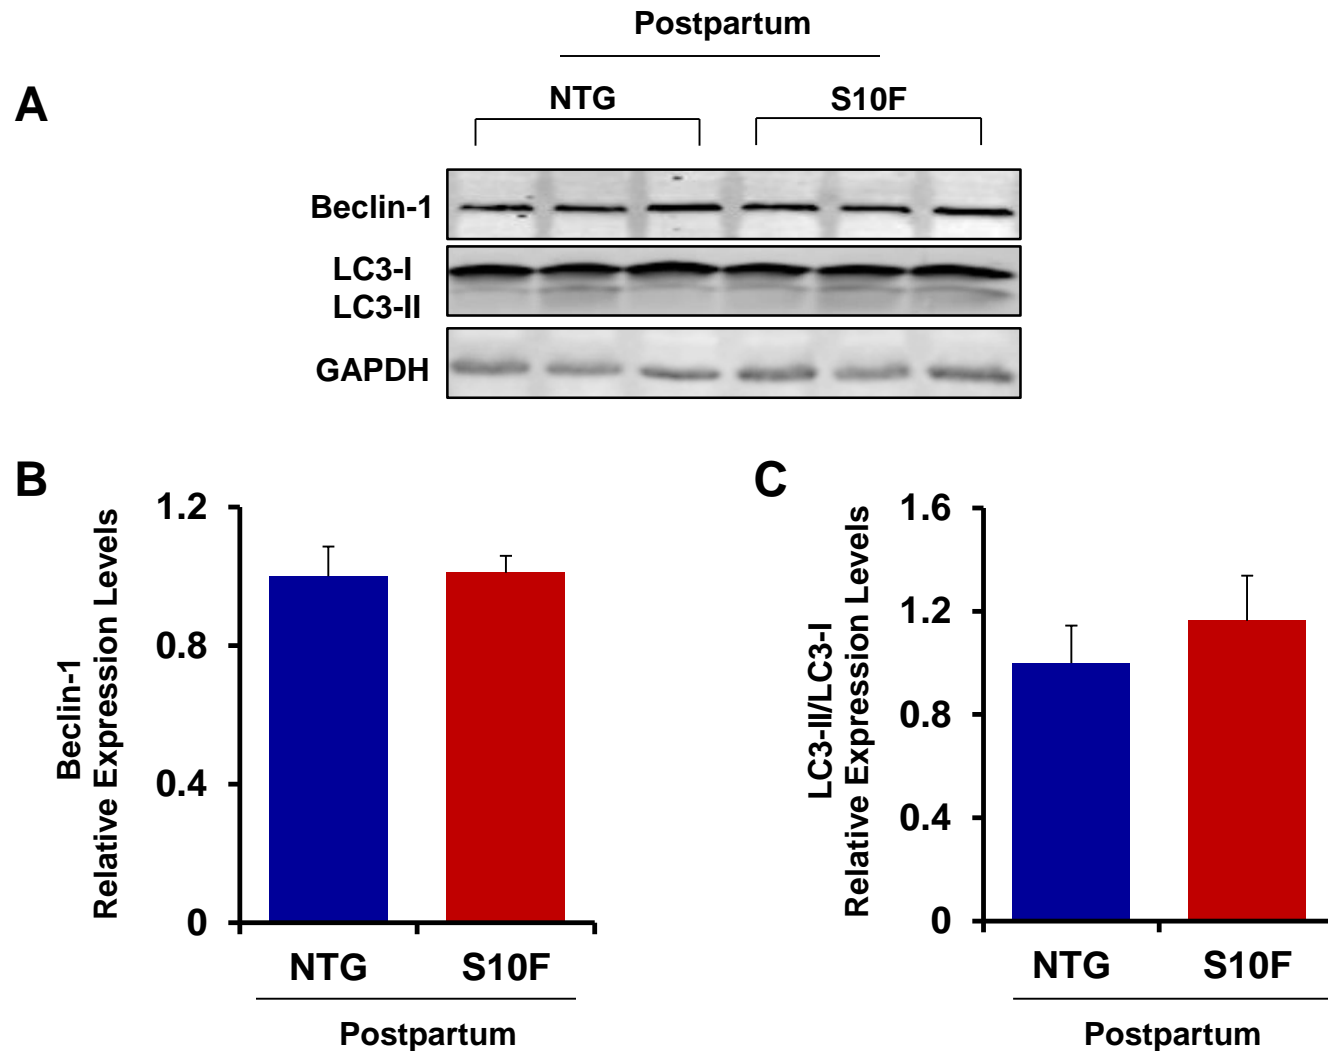 Postpartum
A
NTG
S10F
Beclin-1
LC3-I
LC3-II
GAPDH
B
Beclin-1
Relative Expression Levels
1.2
0.8
0.4
0
NTG
S10F
Postpartum
C
LC3-II/LC3-I
Relative Expression Levels
1.6
1.2
0.8
0.4
0
NTG
S10F
Postpartum